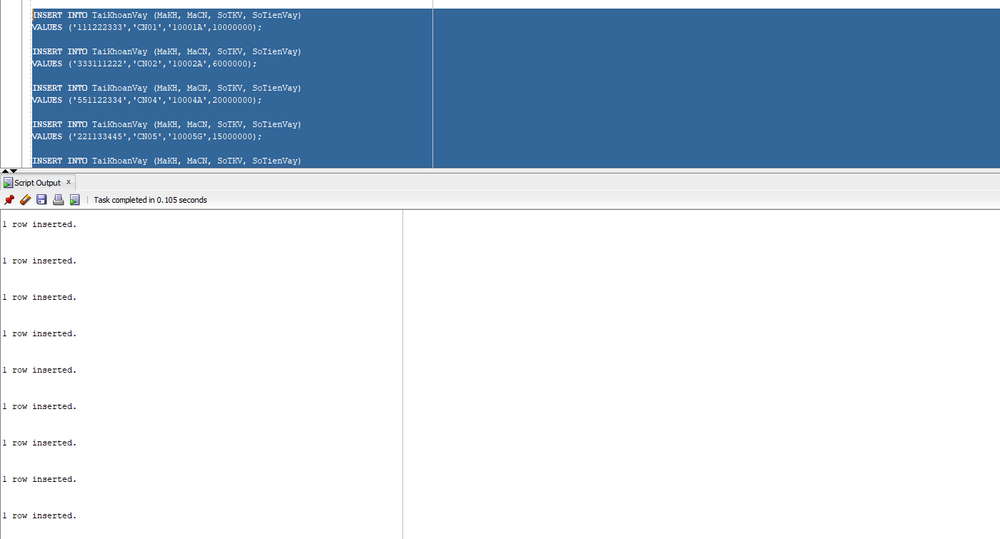 INSERT INTO TaiKhoanVay (MaKH, MaCN, SoTKV, SoTienVay)
VALUES ('111222333','CN01','10001A',10000000);
INSERT INTO TaiKhoanVay (MaKH, MaCN, SoTKV, SoTienVay)
VALUES ('333111222','CN02','10002A',6000000);
INSERT INTO TaiKhoanVay (MaKH, MaCN, SoTKV, SoTienVay)
VALUES ('551122334','CN04','10004A',20000000);
INSERT INTO TaiKhoanVay (MaKH, MaCN, SoTKV, SoTienVay)
VALUES ('221133445','CN05','10005G',15000000);
INSERT INTO TaiKhoanVay (MaKH, MaCN, SoTKV, SoTienVay)
Script Output x
Task completed in 0.105 seconds
1 row inserted.
1 row inserted.
1 row inserted.
1 row inserted.
1 row inserted.
1 row inserted.
1 row inserted.
1 row inserted.
1 row inserted.